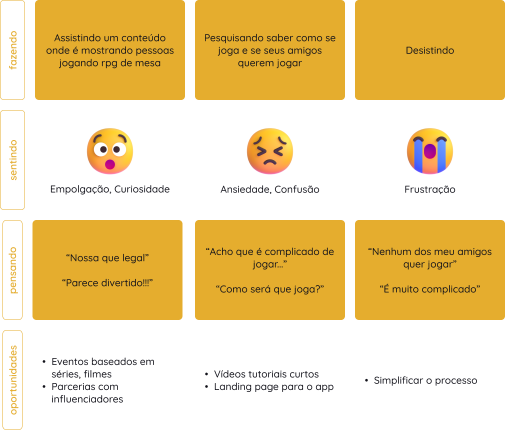 fazendo
Assistindo um conteúdo
onde é mostrando pessoas
jogando rpg de mesa
Pesquisando saber como se
joga e se seus amigos
querem jogar
Desistindo
sentindo
Empolgação, Curiosidade
Ansiedade, Confusão
Frustração
pensando
“Nossa que legal”
“Parece divertido!!!”
“Acho que é complicado de
jogar...”
“Como será que joga?”
“Nenhum dos meu amigos
quer jogar”
“É muito complicado”
oportunidades
• Eventos baseados em
séries, filmes
• Parcerias com
influenciadores
• Vídeos tutoriais curtos
• Landing page para o app
• Simplificar o processo